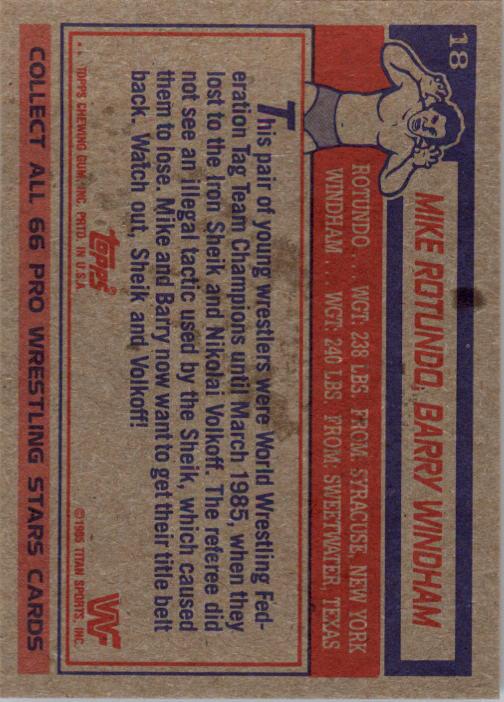 18
MIKE ROTUNDO, BARRY WINDHAM
ROTUNDO .... WGT: 238 LBS. FROM: SYRACUSE, NEW YORK
WINDHAM ... WGT: 240 LBS. FROM: SWEETWATER, TEXAS
This pair of young wrestlers were World Wrestling Fed-
eration Tag Team Champions until March 1985, when they
lost to the Iron Sheik and Nikolai Volkoff. The referee did
not see an illegal tactic used by the Sheik, which caused
them to lose. Mike and Barry now want to get their title belt
back. Watch out, Sheik and Volkoff!
topps®
WF
** TOPPS CHEWING GUM, INC. PRTD. IN U.S.A.
©1985 TITAN SPORTS, INC.
COLLECT ALL 66 PRO WRESTLING STARS CARDS